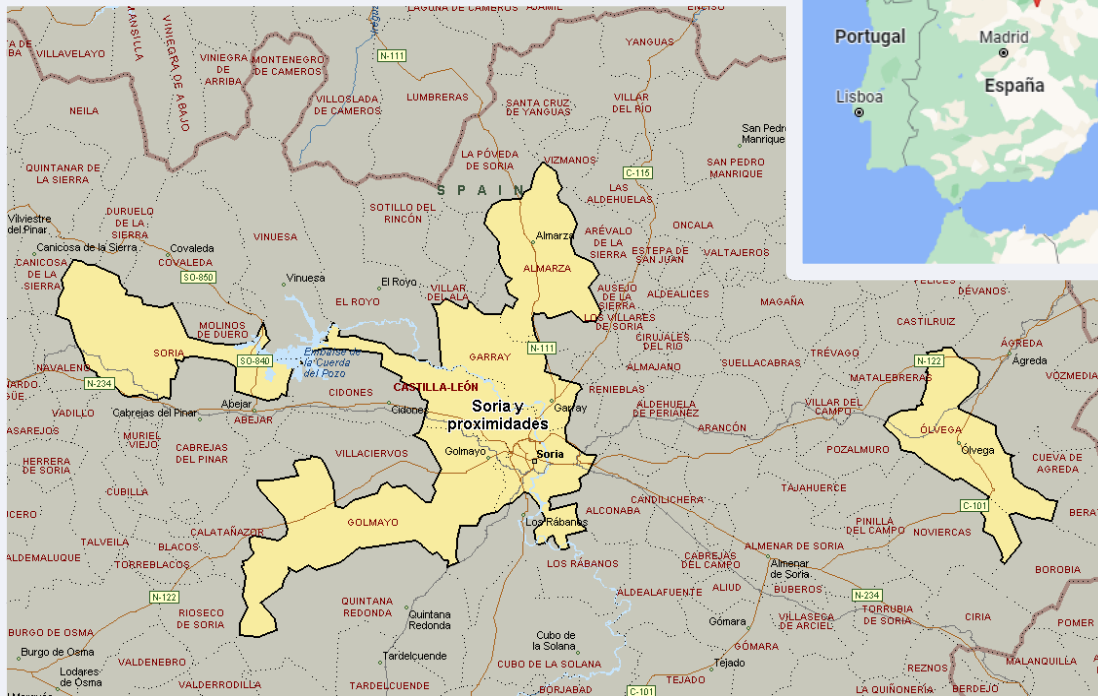 LAGUNA DE CAMEROS
AJAMIL
ENCISO
MANSILLA
VINIEGRA DE ABAJO
VILLAVELAYO
VINIEGRA
DE
ARRIBA
MONTENEGRO
DE CAMEROS
N-111
YANGUAS
NEILA
VILLOSLADA
DE CAMEROS
LUMBRERAS
SANTA CRUZ
DE YANGUAS
VILLAR
DEL RÍO
San Pedro
Manrique
QUINTANAR DE
LA SIERRA
LA PÓVEDA
DE SORIA
VIZMANOS
C-115
SAN PEDRO
MANRIQUE
SPAIN
LAS
ALDEHUELAS
DURUELO
DE LA
SIERRA
SOTILLO DEL
RINCÓN
Vilviestre
del Pinar
VINUESA
Almarza
ARÉVALO
DE LA
SIERRA
ONCALA
Canicosa de la Sierra
Covaleda
COVALEDA
ESTEPA DE
SAN JUAN
VALTAJEROS
CANICOSA
DE LA
SIERRA
SO-850
ALMARZA
Vinuesa
El Royo
EL ROYO
VILLAR
DEL ALA
AUSEJO
DE LA
SIERRA
ALDEALICES
MAGAÑA
DÉVANOS
MOLINOS
DE DUERO
LOS VILLARES
DE SORIA
CASTILRUIZ
CIRUJALES
DEL RÍO
ÁGREDA
SORIA
SO-840
Embalse de
la Cuerda
del Pozo
GARRAY
N-111
TRÉVAGO
N-122
Ágreda
NAVALENO
N-234
ALMAJANO
SUELLACABRAS
MATALEBRERAS
VOZMEDIA
CASTILLA-LEÓN
CIDONES
Cidones
RENIEBLAS
Abejar
ABEJAR
VADILLO
Cabrejas del Pinar
Soria y
proximidades
Garray
ALDEHUELA
DE PERIÁÑEZ
VILLAR DEL
CAMPO
ARANCÓN
ÓLVEGA
Ólvega
MURIEL
VIEJO
CABREJAS
DEL PINAR
VILLACIERVOS
Golmayo
Soria
POZALMURO
CUEVA DE
AGREDA
HERRERA
DE SORIA
CUBILLA
TAJAHUERCE
CANDILICHERA
C-101
GOLMAYO
Los Rábanos
ALCONABA
PINILLA
DEL CAMPO
NOVIERCAS
CALATAÑAZOR
TALVEILA
BLACOS
TORREBLACOS
LOS RÁBANOS
CABREJAS
DEL CAMPO
ALMENAR DE SORIA
Almenar
de Soria
BOROBIA
N-122
ALDEALAFUENTE
ALIUD
BUBEROS
N-234
RIOSECO
DE SORIA
QUINTANA
REDONDA
Quintana
Redonda
Gómara
VILLASECA
DE ARCIEL
TORRUBIA
DE SORIA
CIRIA
POMER
BURGO DE OSMA
Burgo de Osma
Cubo de
la Solana
GÓMARA
VALDENEBRO
Tardelcuende
CUBO DE LA SOLANA
Tejado
TEJADO
REZNOS
MALANQUILLA
Lodares
de Osma
VALDERRODILLA
TARDELCUENDE
BORJABAD
C-101
LA QUIÑONERÍA
BERDEJO
Portugal
Madrid
España
Lisboa